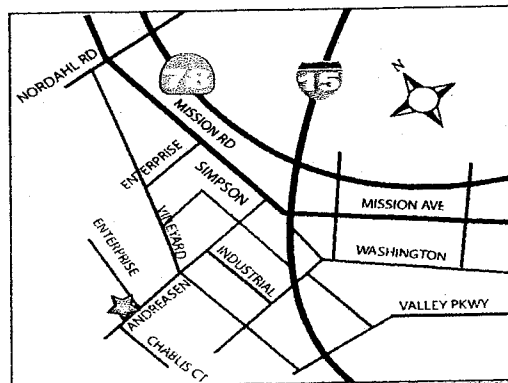 NORDAHL RD
78
15
N
MISSION RD
ENTERPRISE
SIMPSON
MISSION AVE
VINEYARD
WASHINGTON
ENTERPRISE
INDUSTRIAL
ANDREASEN
VALLEY PKWY
CHABLIS CT